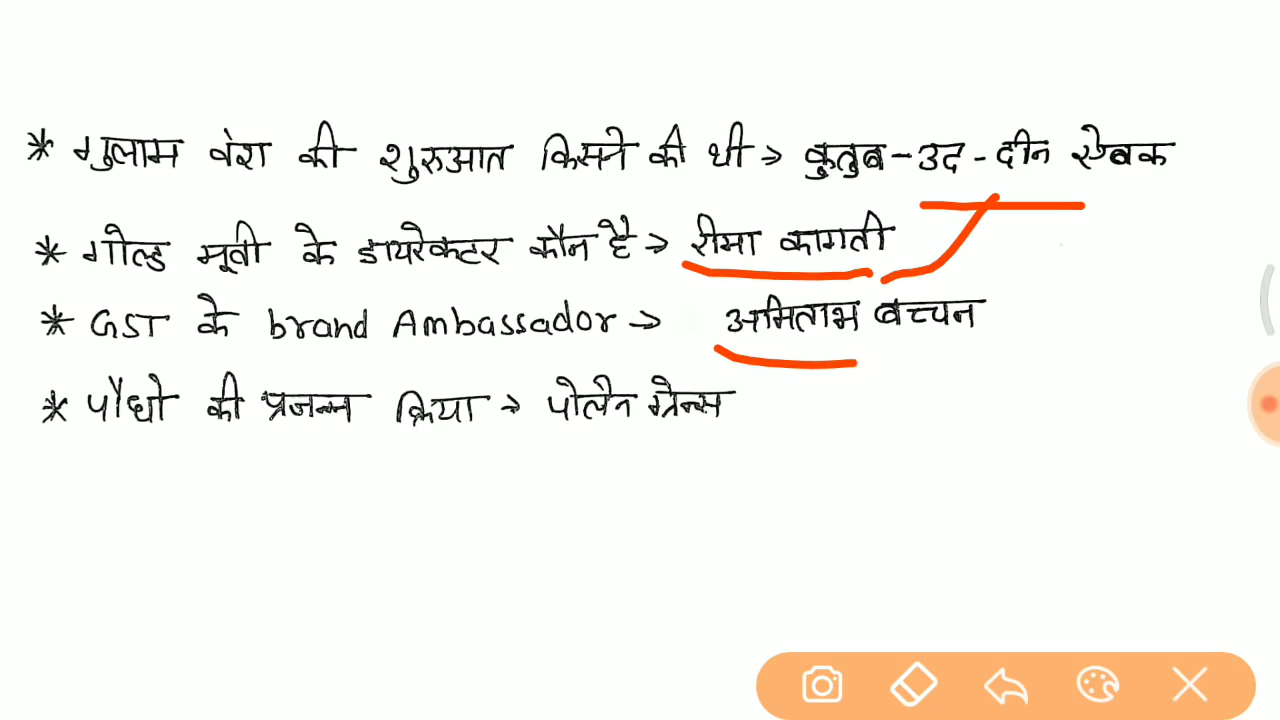 * गुलाम वंश की शुरुआत किसने की थी → कुतुब-उद-दीन ऐबक
* गोल्ड मूवी के डायरेक्टर कौन है → रीमा कागती
* GST के brand Ambassador → अमिताभ बच्चन
* पौधो की प्रजनन क्रिया → पोलेन ग्रेन्स